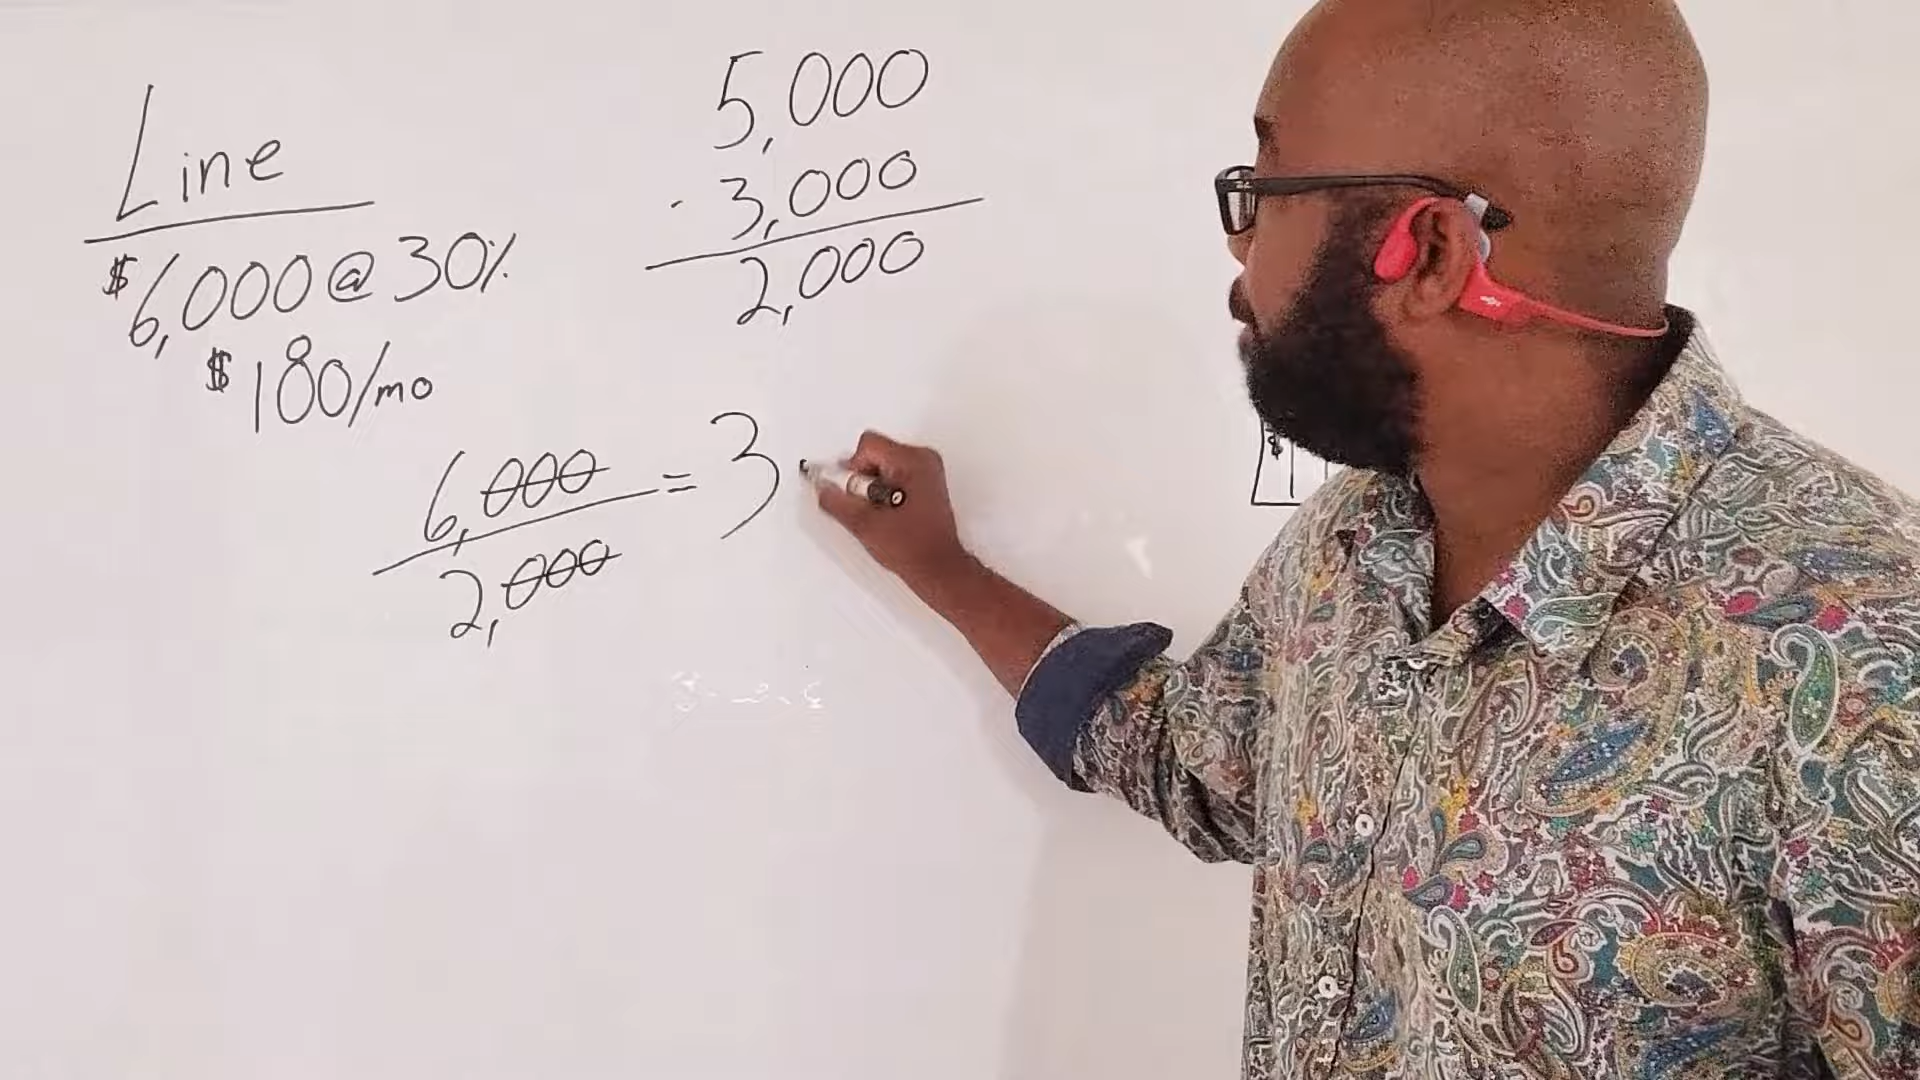 Line
$6,000 @ 30%
$180/mo
5,000
- 3,000
2,000
6,000
2,000
= 3
$